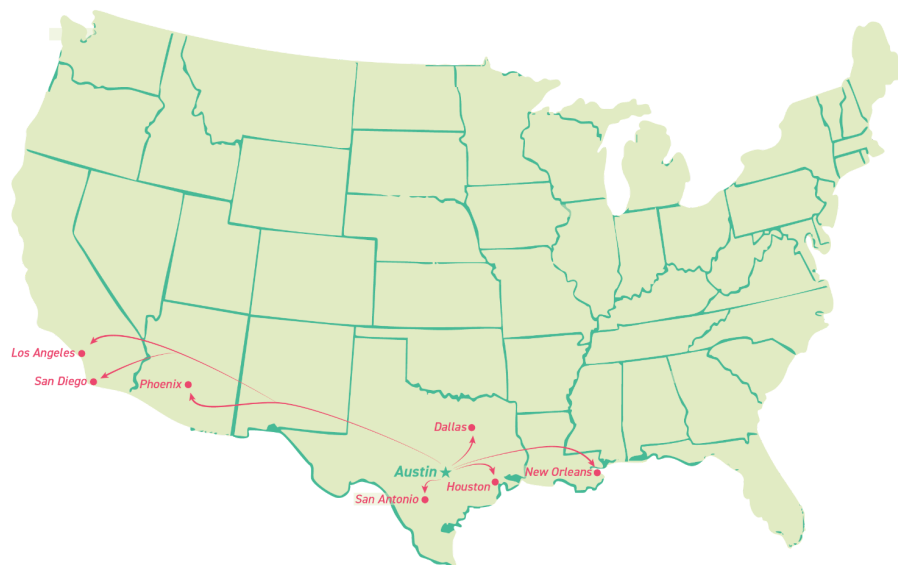 Los Angeles
San Diego
Phoenix
Dallas
Austin
New Orleans
Houston
San Antonio